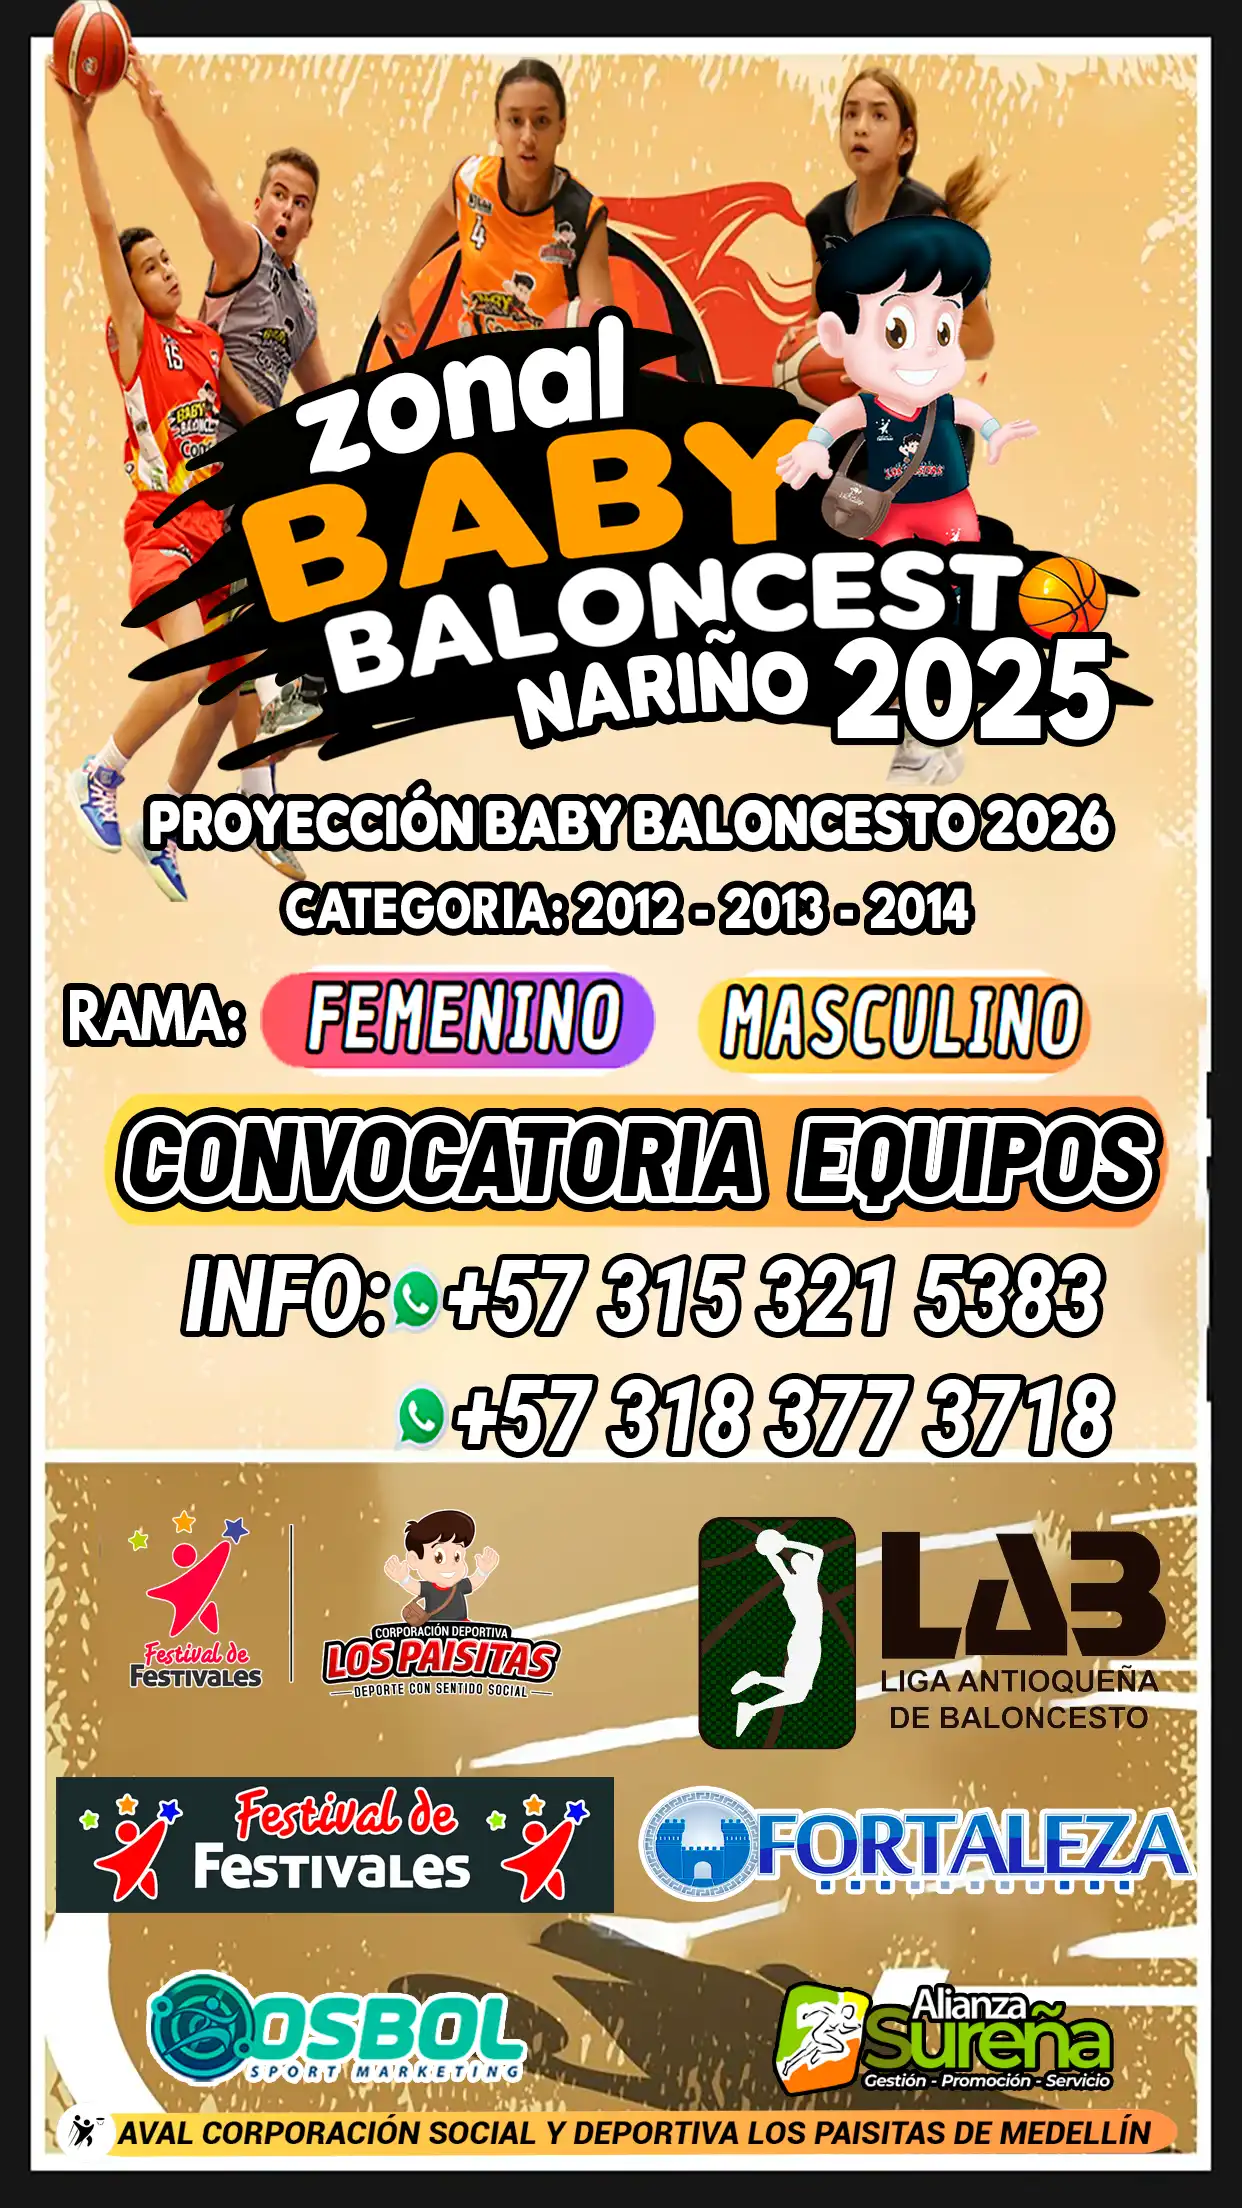 zonal
BABY
BALONCEST
NARIÑO 2025
PROYECCIÓN BABY BALONCESTO 2026
CATEGORIA: 2012 - 2013 - 2014
RAMA: FEMENINO MASCULINO
CONVOCATORIA EQUIPOS
INFO: +57 315 321 5383
+57 318 377 3718
Festival de
FESTIVALES
CORPORACIÓN DEPORTIVA
LOS PAISITAS
DEPORTE CON SENTIDO SOCIAL
LAB
LIGA ANTIOQUEÑA
DE BALONCESTO
Festival de
FESTIVALES
FORTALEZA
OSBOL
SPORT MARKETING
Alianza
Sureña
Gestión - Promoción - Servicio
AVAL CORPORACIÓN SOCIAL Y DEPORTIVA LOS PAISITAS DE MEDELLÍN
15
4